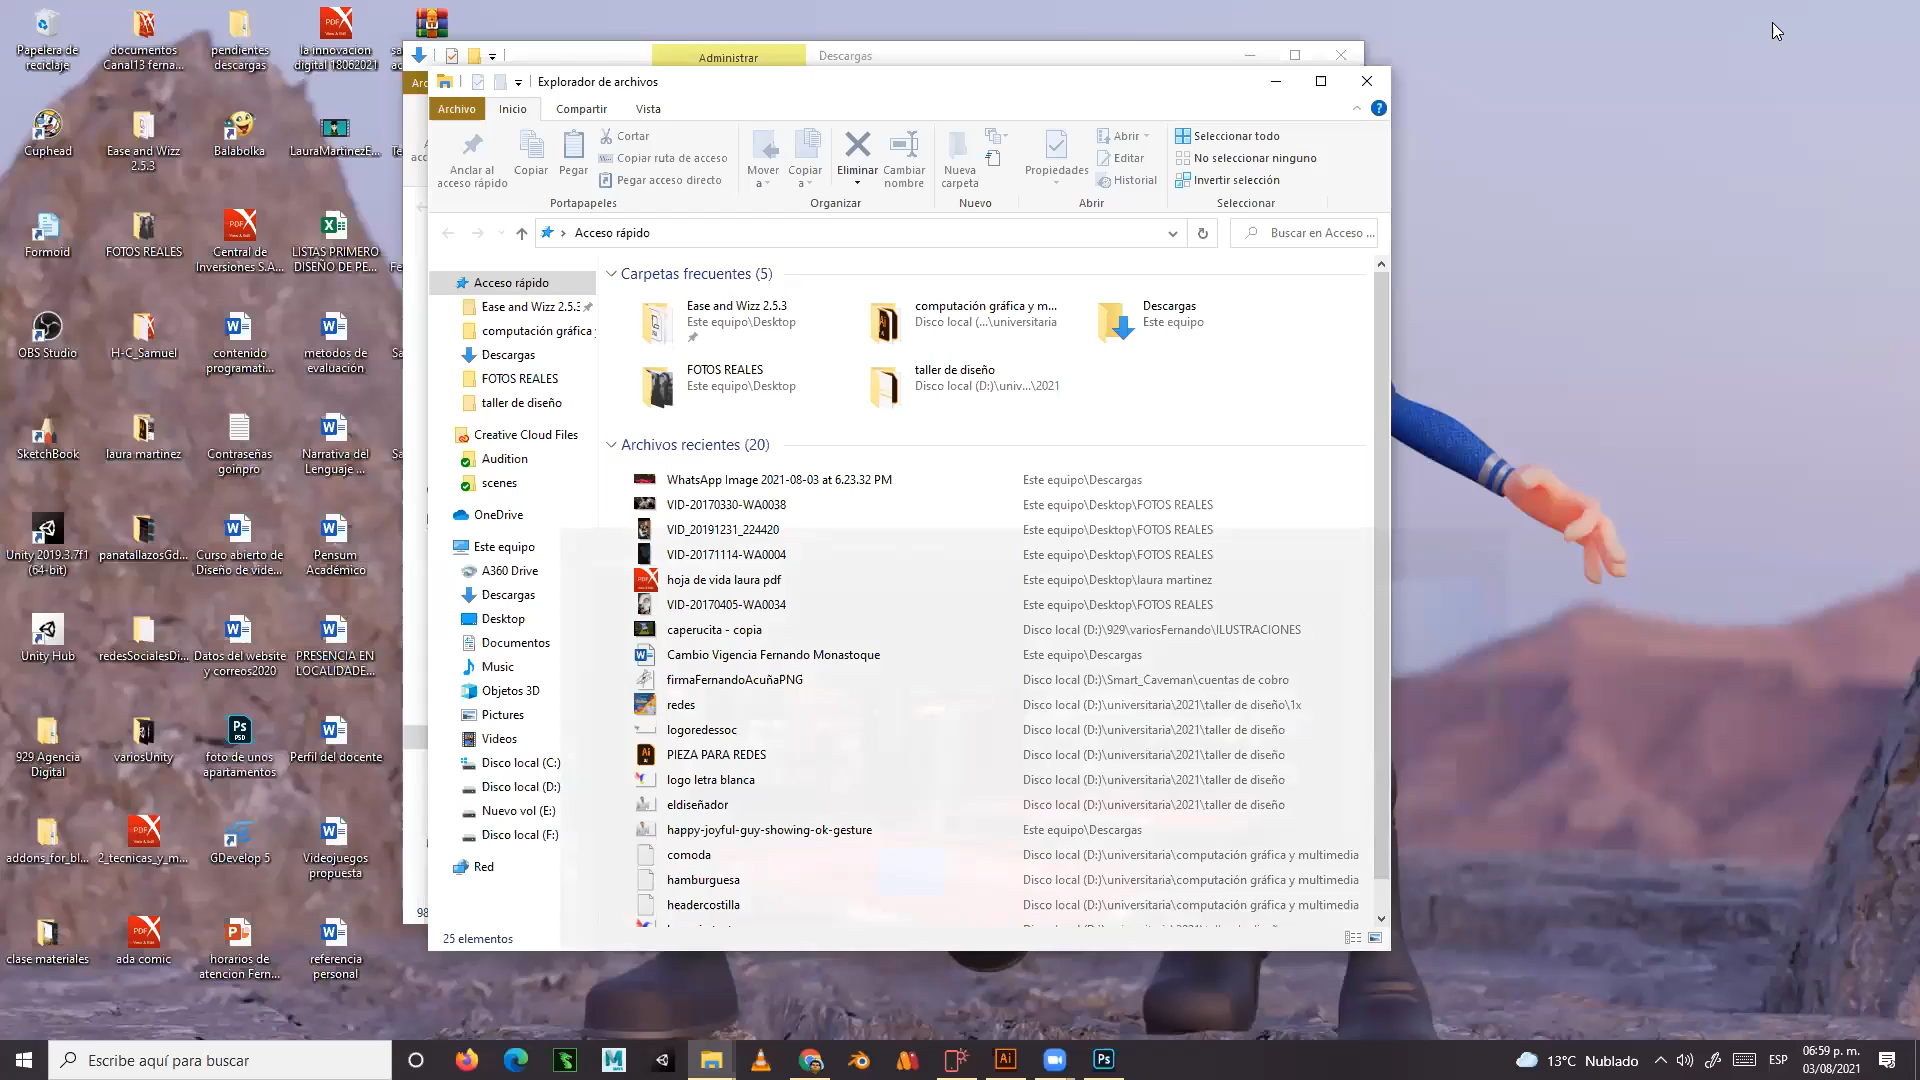 Papelera de
reciclaje
documentos
Canal13 ferna...
pendientes
descargas
la innovacion
digital 18062021
Cuphead
Ease and Wizz
2.5.3
Balabolka
LauraMartinezE...
Formoid
FOTOS REALES
Central de
Inversiones S.A...
LISTAS PRIMERO
DISEÑO DE PE...
OBS Studio
H-C_Samuel
contenido
programati...
metodos de
evaluación
SketchBook
laura martinez
Contraseñas
goinpro
Narrativa del
Lenguaje ...
Unity 2019.3.7f1
(64-bit)
panatallazosGd...
Curso abierto de
Diseño de vide...
Pensum
Académico
Unity Hub
redesSocialesDi...
Datos del website
y correos2020
PRESENCIA EN
LOCALIDADE...
929 Agencia
Digital
variosUnity
foto de unos
apartamentos
Perfil del docente
addons_for_bl...
2_tecnicas_y_m...
GDevelop 5
Videojuegos
propuesta
clase materiales
ada comic
horarios de
atencion Fern...
referencia
personal
Administrar
Descargas
Explorador de archivos
Archivo
Inicio
Compartir
Vista
Anclar al
acceso rápido
Copiar
Pegar
Cortar
Copiar ruta de acceso
Pegar acceso directo
Portapapeles
Mover
a
Copiar
a
Eliminar
Cambiar
nombre
Organizar
Nueva
carpeta
Nuevo
Propiedades
Abrir
Editar
Historial
Abrir
Seleccionar todo
No seleccionar ninguno
Invertir selección
Seleccionar
Acceso rápido
Buscar en Acceso ...
Acceso rápido
Ease and Wizz 2.5.3
computación gráfica y
Descargas
FOTOS REALES
taller de diseño
Creative Cloud Files
Audition
scenes
OneDrive
Este equipo
A360 Drive
Descargas
Desktop
Documentos
Music
Objetos 3D
Pictures
Videos
Disco local (C:)
Disco local (D:)
Nuevo vol (E:)
Disco local (F:)
Red
Carpetas frecuentes (5)
Ease and Wizz 2.5.3
Este equipo\Desktop
computación gráfica y m...
Disco local (...\universitaria
Descargas
Este equipo
FOTOS REALES
Este equipo\Desktop
taller de diseño
Disco local (D:)\univ...\2021
Archivos recientes (20)
WhatsApp Image 2021-08-03 at 6.23.32 PM Este equipo\Descargas
VID-20170330-WA0038 Este equipo\Desktop\FOTOS REALES
VID_20191231_224420 Este equipo\Desktop\FOTOS REALES
VID-20171114-WA0004 Este equipo\Desktop\FOTOS REALES
hoja de vida laura pdf Este equipo\Desktop\laura martinez
VID-20170405-WA0034 Este equipo\Desktop\FOTOS REALES
caperucita - copia Disco local (D:)\929\variosFernando\ILUSTRACIONES
Cambio Vigencia Fernando Monastoque Este equipo\Descargas
firmaFernandoAcuñaPNG Disco local (D:)\Smart_Caveman\cuentas de cobro
redes Disco local (D:)\universitaria\2021\taller de diseño\1x
logoredessoc Disco local (D:)\universitaria\2021\taller de diseño
PIEZA PARA REDES Disco local (D:)\universitaria\2021\taller de diseño
logo letra blanca Disco local (D:)\universitaria\2021\taller de diseño
eldiseñador Disco local (D:)\universitaria\2021\taller de diseño
happy-joyful-guy-showing-ok-gesture Este equipo\Descargas
comoda Disco local (D:)\universitaria\computación gráfica y multimedia
hamburguesa Disco local (D:)\universitaria\computación gráfica y multimedia
headercostilla Disco local (D:)\universitaria\computación gráfica y multimedia
25 elementos
Escribe aquí para buscar
13°C Nublado
ESP
06:59 p. m.
03/08/2021